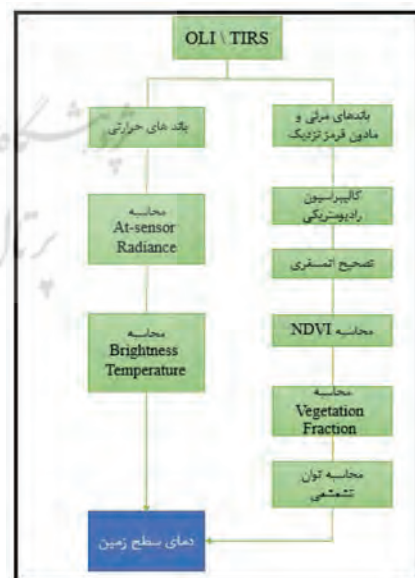 OLI \ TIRS
باندهای مرئی و
مادون قرمز نزدیک
کالیبراسیون
رادیومتریکی
تصحیح اتمسفری
محاسبه NDVI
محاسبه
Vegetation
Fraction
محاسبه توان
تشعشعی
باند های حرارتی
محاسبه
At-sensor
Radiance
محاسبه
Brightness
Temperature
دمای سطح زمین